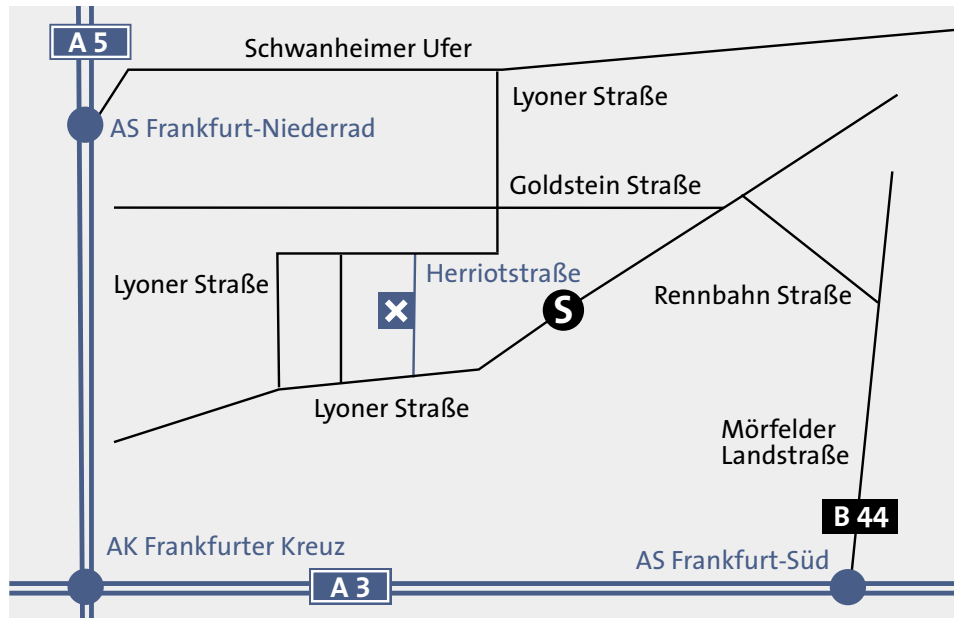 A 5
Schwanheimer Ufer
Lyoner Straße
AS Frankfurt-Niederrad
Goldstein Straße
Lyoner Straße
Herriotstraße
S
Rennbahn Straße
Lyoner Straße
Mörfelder
Landstraße
B 44
AK Frankfurter Kreuz
AS Frankfurt-Süd
A 3